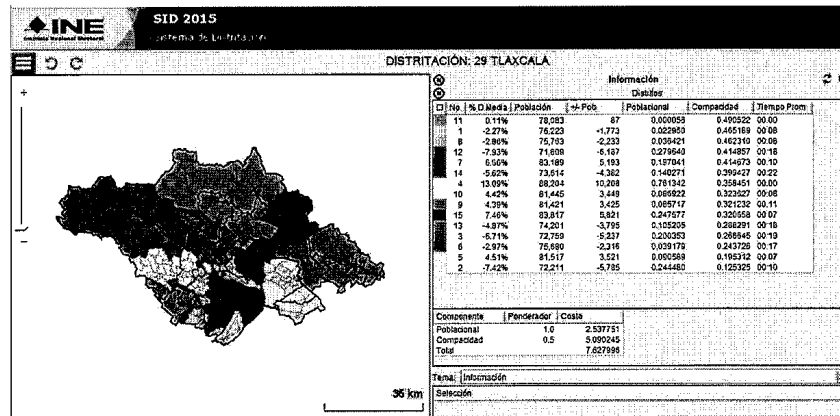 INE
Instituto Nacional Electoral
SID 2015
Sistema de Distritación
DISTRITACIÓN: 29 TLAXCALA
Información
Distritos
No. % D.Media Población +/- Pob Poblacional Compacidad Tiempo Prom
11 0.11% 78,083 87 0.000058 0.490522 00:00
1 -2.27% 76,223 -1,773 0.022950 0.465189 00:08
8 -2.86% 75,763 -2,233 0.036421 0.462310 00:08
12 -7.93% 71,809 -6,187 0.279640 0.414857 00:18
7 6.66% 83,189 5,193 0.197041 0.414673 00:10
14 -5.62% 73,614 -4,382 0.140271 0.399427 00:22
4 13.09% 88,204 10,208 0.761342 0.358451 00:00
10 4.42% 81,445 3,449 0.086922 0.323627 00:06
9 4.39% 81,421 3,425 0.085717 0.321232 00:11
15 7.46% 83,817 5,821 0.247577 0.320658 00:07
13 -4.87% 74,201 -3,795 0.105205 0.288291 00:18
3 -6.71% 72,759 -5,237 0.200353 0.266645 00:19
6 -2.97% 75,680 -2,316 0.039179 0.243726 00:17
5 4.51% 81,517 3,521 0.090589 0.195312 00:07
2 -7.42% 72,211 -5,785 0.244480 0.125325 00:10
Componente Ponderador Costo
Poblacional 1.0 2.537751
Compacidad 0.5 5.090245
Total 7.627996
35 km
Tema: Información
Selección